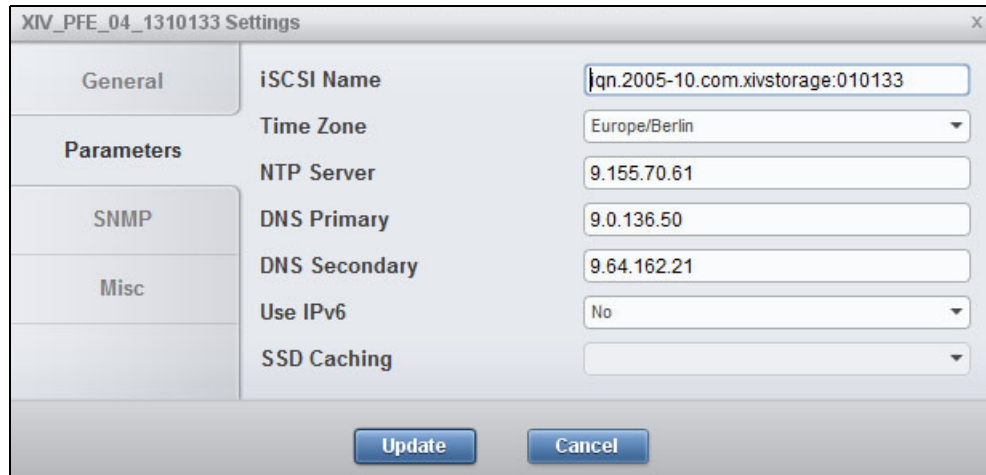 XIV_PFE_04_1310133 Settings X
General
Parameters
SNMP
Misc
iSCSI Name iqn.2005-10.com.xivstorage:010133
Time Zone Europe/Berlin
NTP Server 9.155.70.61
DNS Primary 9.0.136.50
DNS Secondary 9.64.162.21
Use IPv6 No
SSD Caching
Update Cancel